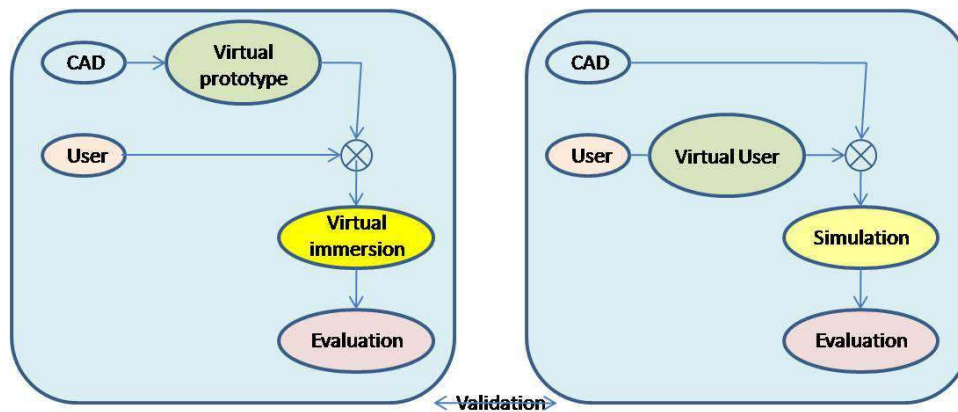 CAD
Virtual
prototype
User
Virtual
immersion
Evaluation
CAD
User
Virtual User
Simulation
Evaluation
Validation